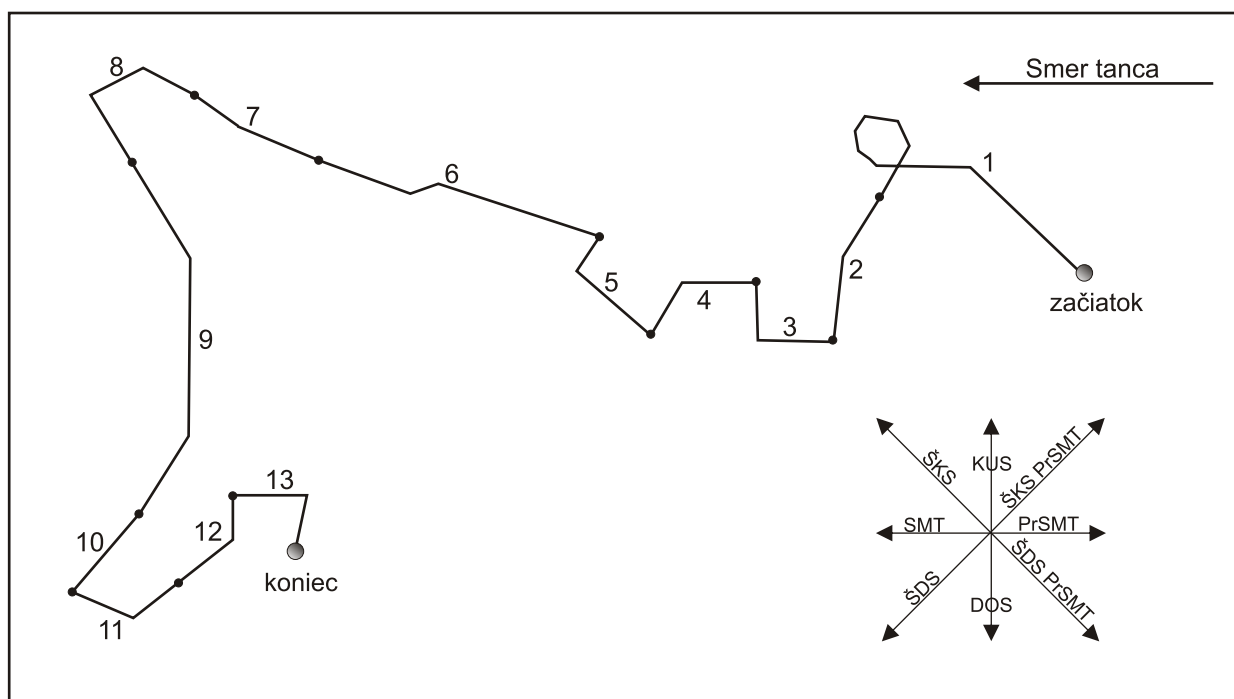 8
Smer tanca
7
1
6
2
5
4
začiatok
3
9
KUS
ŠKS
ŠKS PrSMT
13
SMT
PrSMT
10
12
ŠDS PrSMT
koniec
ŠDS
DOS
11